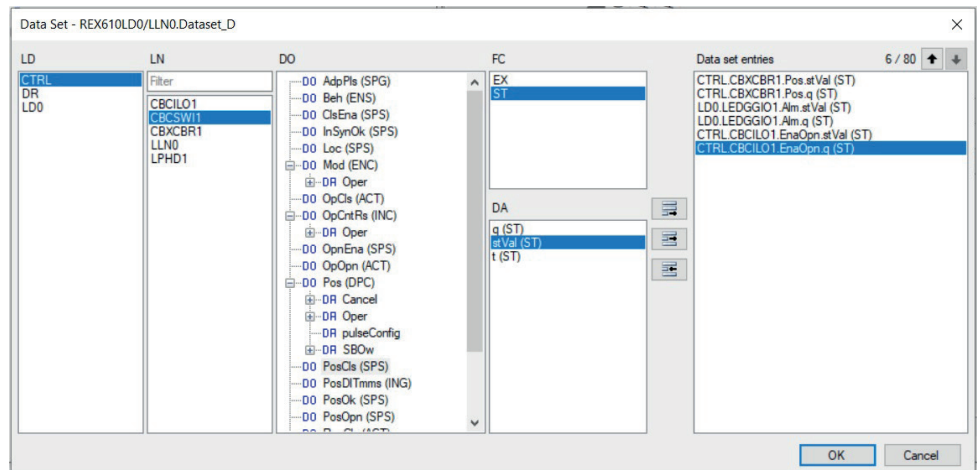 Data Set - REX610LD0/LLN0.Dataset_D
LD
CTRL
DR
LD0
LN
Filter
CBCILO1
CBCSWI1
CBXCBR1
LLN0
LPHD1
DO
DO AdpPls (SPG)
DO Beh (ENS)
DO ClsEna (SPS)
DO InSynOk (SPS)
DO Loc (SPS)
DO Mod (ENC)
DA Oper
DO OpCls (ACT)
DO OpCntRs (INC)
DA Oper
DO OpnEna (SPS)
DO OpOpn (ACT)
DO Pos (DPC)
DA Cancel
DA Oper
DA pulseConfig
DA SBOw
DO PosCls (SPS)
DO PosDITmms (ING)
DO PosOk (SPS)
DO PosOpn (SPS)
FC
EX
ST
DA
q (ST)
stVal (ST)
t (ST)
Data set entries 6 / 80
CTRL.CBXCBR1.Pos.stVal (ST)
CTRL.CBXCBR1.Pos.q (ST)
LD0.LEDGGIO1.Alm.stVal (ST)
LD0.LEDGGIO1.Alm.q (ST)
CTRL.CBCILO1.EnaOpn.stVal (ST)
CTRL.CBCILO1.EnaOpn.q (ST)
OK Cancel